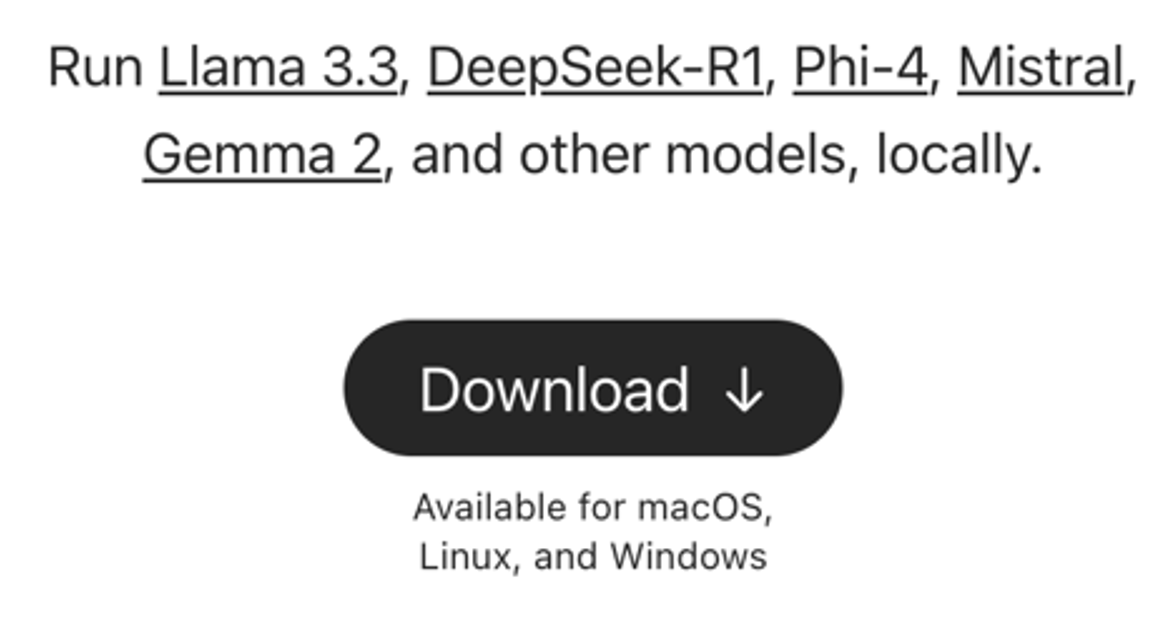 Run Llama 3.3, DeepSeek-R1, Phi-4, Mistral,
Gemma 2, and other models, locally.
Download ↓
Available for macOS,
Linux, and Windows